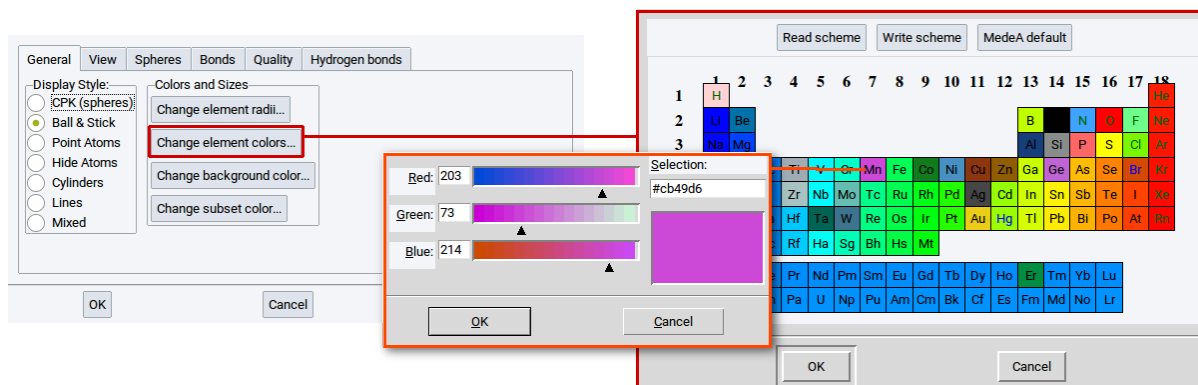 General View Spheres Bonds Quality Hydrogen bonds
Display Style:
CPK (spheres)
Ball & Stick
Point Atoms
Hide Atoms
Cylinders
Lines
Mixed
Colors and Sizes
Change element radii...
Change element colors...
Change background color...
Change subset color...
OK Cancel
Red: 203
Green: 73
Blue: 214
Selection:
#cb49d6
OK Cancel
Read scheme Write scheme MedeA default
1 2 3 4 5 6 7 8 9 10 11 12 13 14 15 16 17 18
1 H He
2 Li Be B N O F Ne
3 Na Mg Al Si P S Cl Ar
Ti V Cr Mn Fe Co Ni Cu Zn Ga Ge As Se Br Kr
Zr Nb Mo Tc Ru Rh Pd Ag Cd In Sn Sb Te I Xe
Hf Ta W Re Os Ir Pt Au Hg Tl Pb Bi Po At Rn
Rf Ha Sg Bh Hs Mt
Pr Nd Pm Sm Eu Gd Tb Dy Ho Er Tm Yb Lu
Pa U Np Pu Am Cm Bk Cf Es Fm Md No Lr
OK Cancel